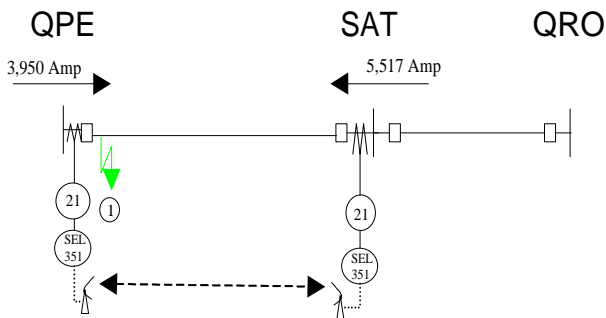 QPE SAT QRO
3,950 Amp 5,517 Amp
21 1 21
SEL
351
SEL
351